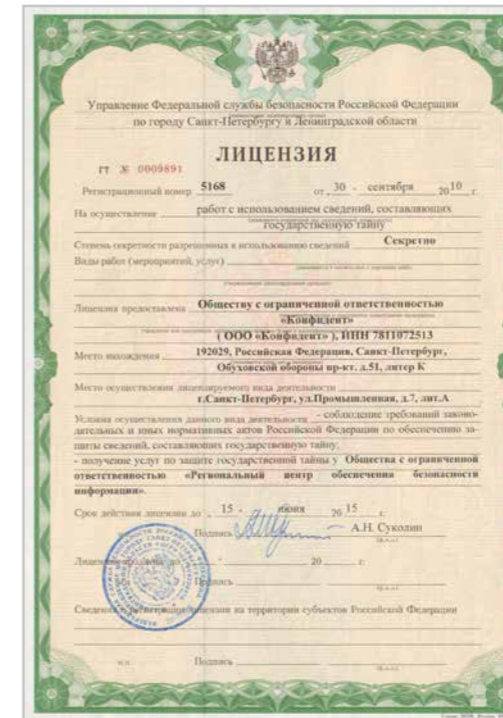 Управление Федеральной службы безопасности Российской Федерации
по городу Санкт-Петербургу и Ленинградской области
ЛИЦЕНЗИЯ
ГТ № 0009891
Регистрационный номер 5168 от 30 - сентября 2010 г.
На осуществление работ с использованием сведений, составляющих
государственную тайну
Степень секретности разрешенных к использованию сведений Секретно
Виды работ (мероприятий, услуг)
Лицензия предоставлена Обществу с ограниченной ответственностью
«Конфидент»
( ООО «Конфидент» ), ИНН 7811072513
Место нахождения 192029, Российская Федерация, Санкт-Петербург,
Обуховской обороны пр-кт. д.51, литер К
Место осуществления лицензируемого вида деятельности
г.Санкт-Петербург, ул.Промышленная, д.7, лит.А
Условия осуществления данного вида деятельности - соблюдение требований законо-
дательных и иных нормативных актов Российской Федерации по обеспечению за-
щиты сведений, составляющих государственную тайну;
- получение услуг по защите государственной тайны у Общества с ограниченной
ответственностью «Региональный центр обеспечения безопасности
информации».
Срок действия лицензии до 15 - июня 2015 г.
Подпись А.Н. Суколин
Лицензия продлена до 20 г.
Подпись
Сведения о регистрации лицензии на территории субъектов Российской Федерации
М.П. Подпись